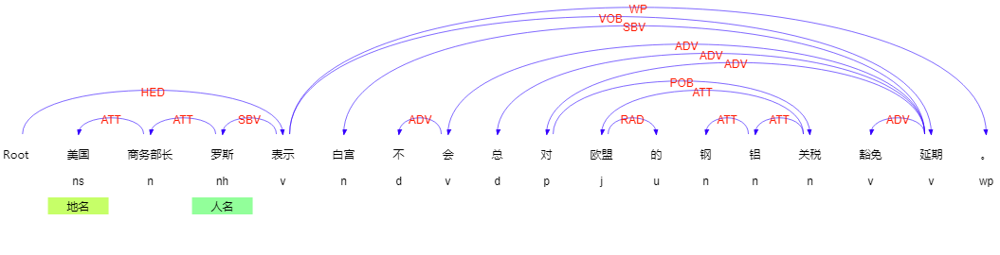 WP
VOB
SBV
ADV
ADV
ADV
POB
HED ATT
ATT ATT SBV ADV RAD ATT ATT ADV
Root 美国 商务部长 罗斯 表示 白宫 不 会 总 对 欧盟 的 钢 铝 关税 豁免 延期 。
ns n nh v n d v d p j u n n n v v wp
地名 人名